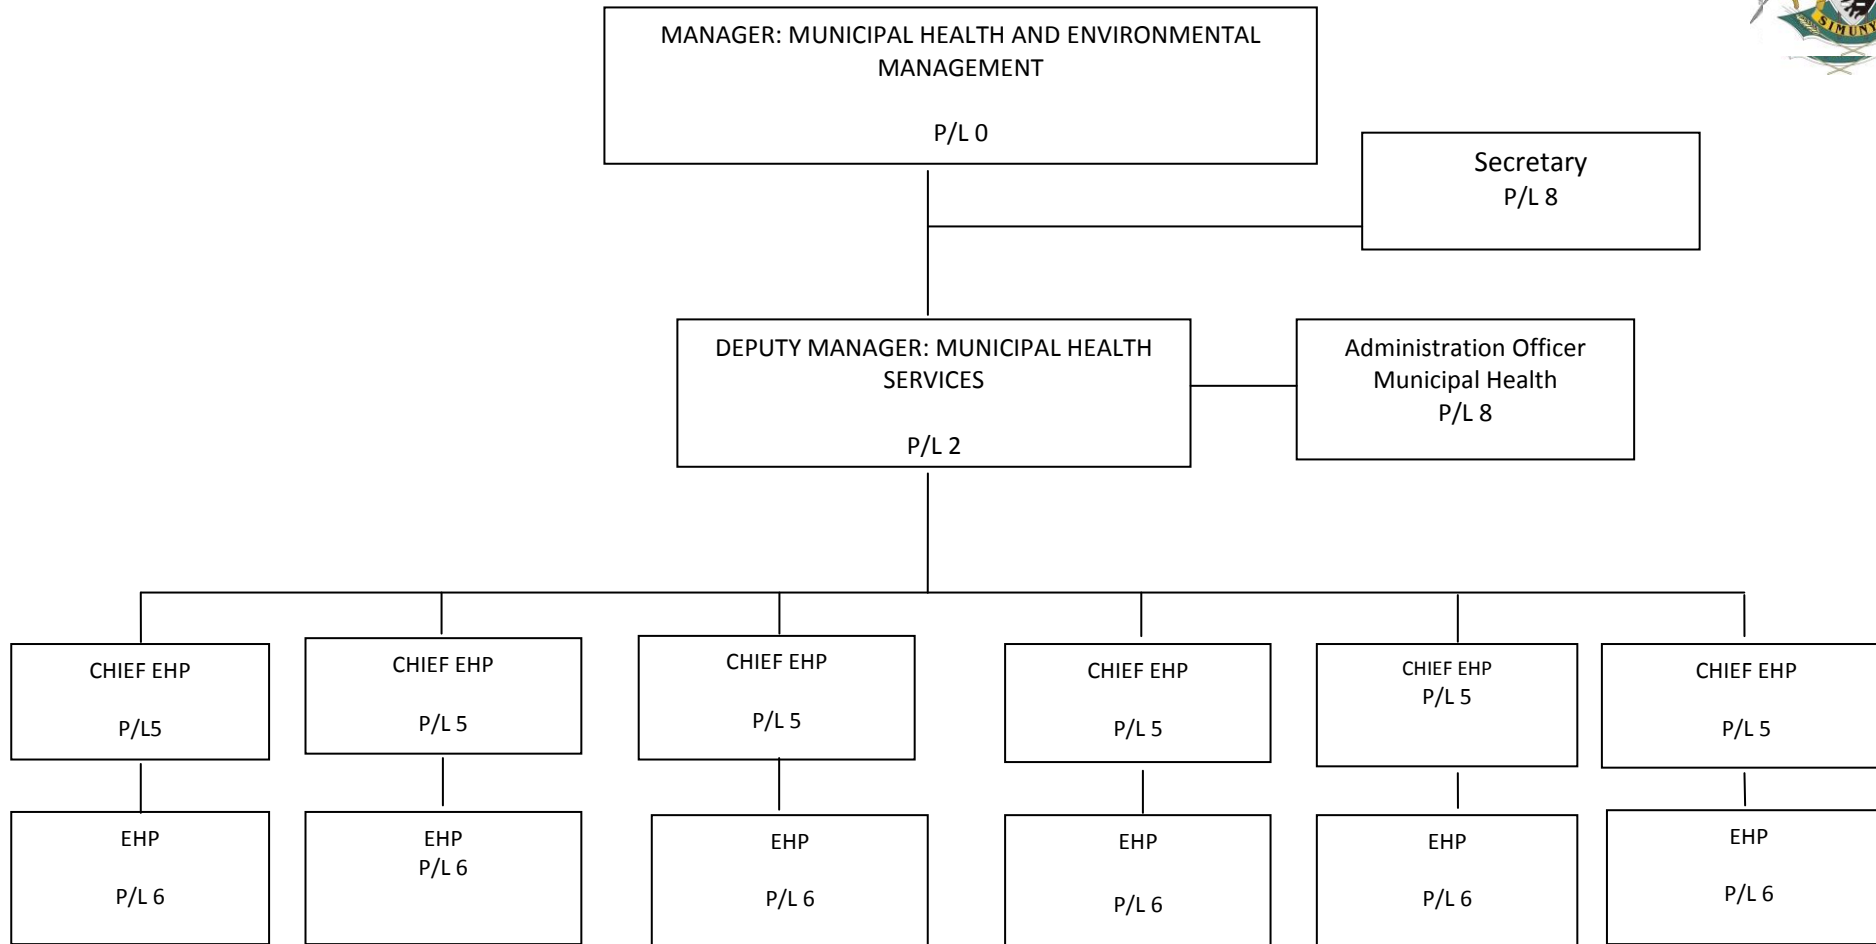 MANAGER: MUNICIPAL HEALTH AND ENVIRONMENTAL
MANAGEMENT
P/L 0
Secretary
P/L 8
DEPUTY MANAGER: MUNICIPAL HEALTH
SERVICES
P/L 2
Administration Officer
Municipal Health
P/L 8
CHIEF EHP
P/L5
CHIEF EHP
P/L 5
CHIEF EHP
P/L 5
CHIEF EHP
P/L 5
CHIEF EHP
P/L 5
CHIEF EHP
P/L 5
EHP
P/L 6
EHP
P/L 6
EHP
P/L 6
EHP
P/L 6
EHP
P/L 6
EHP
P/L 6